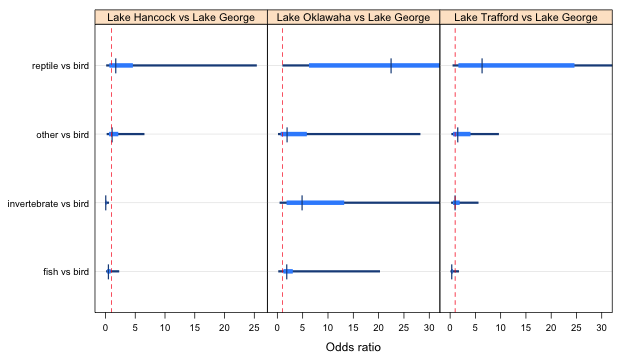 Lake Hancock vs Lake George Lake Oklawaha vs Lake George Lake Trafford vs Lake George
reptile vs bird
other vs bird
invertebrate vs bird
fish vs bird
0 5 10 15 20 25 0 5 10 15 20 25 30 0 5 10 15 20 25 30
Odds ratio